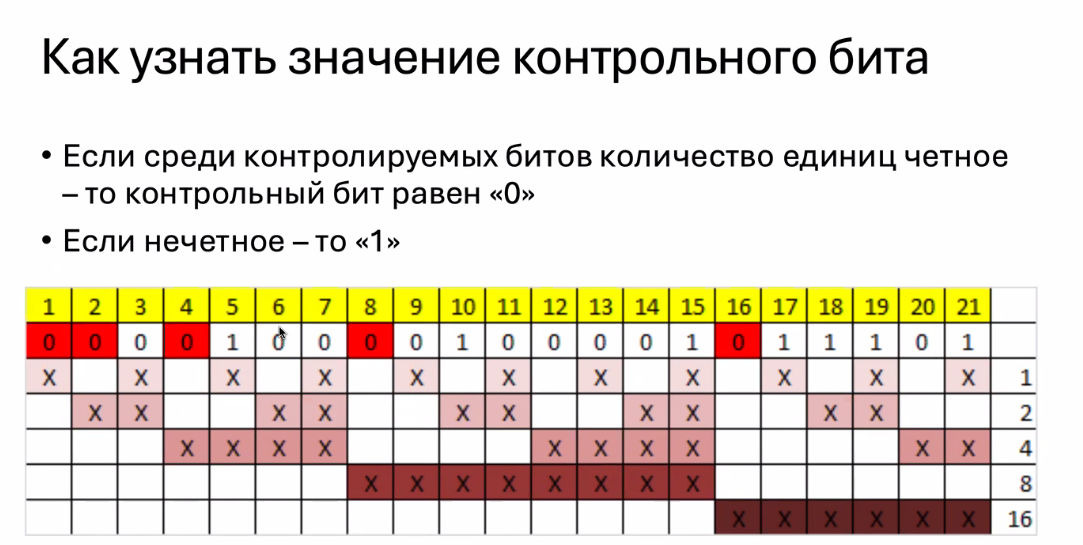 Как узнать значение контрольного бита
• Если среди контролируемых битов количество единиц четное
– то контрольный бит равен «0»
• Если нечетное – то «1»
1 2 3 4 5 6 7 8 9 10 11 12 13 14 15 16 17 18 19 20 21
0 0 0 0 1 0 0 0 0 1 0 0 0 0 1 0 1 1 1 0 1
X X X X X X X X X X X 1
X X X X X X X X X X 2
X X X X X X X X X X 4
X X X X X X X X 8
X X X X X X 16